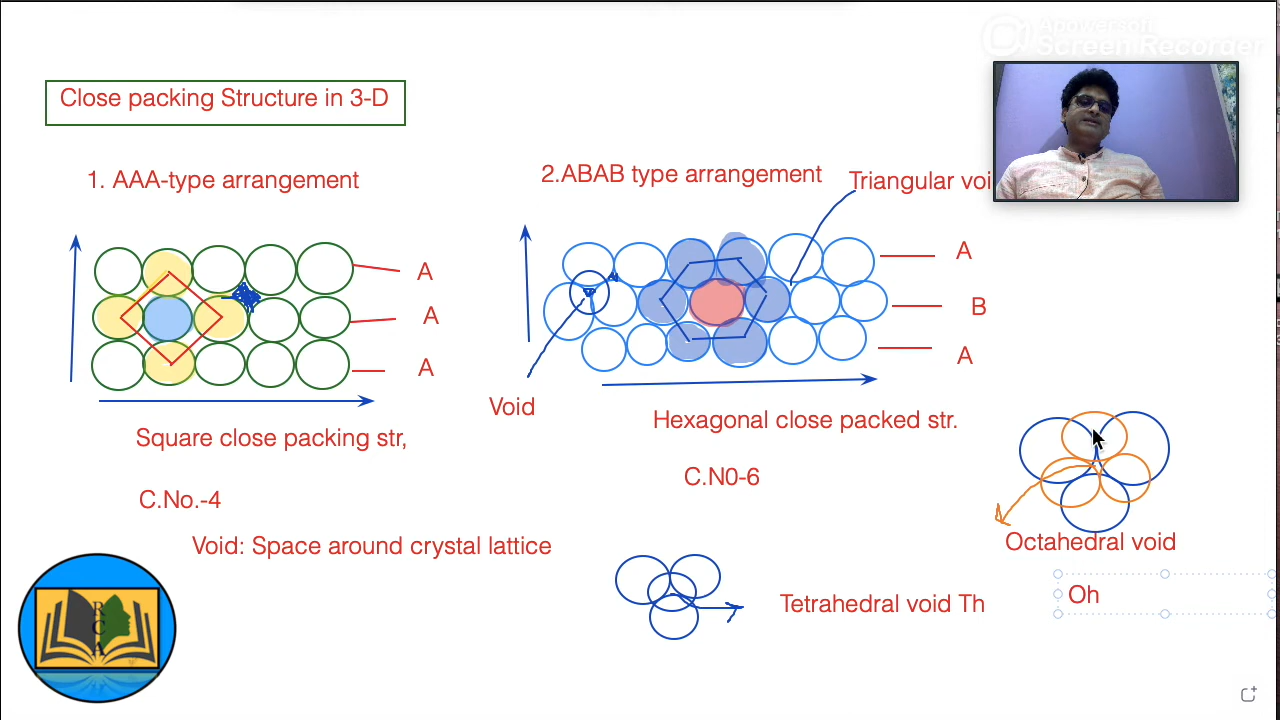 Apowersoft
Screen Recorder
Close packing Structure in 3-D
1. AAA-type arrangement
2.ABAB type arrangement
Triangular voi
A
A
A
A
B
A
Void
Square close packing str,
Hexagonal close packed str.
C.No.-4
C.N0-6
Void: Space around crystal lattice
Octahedral void
Tetrahedral void Th
Oh
R
C
A